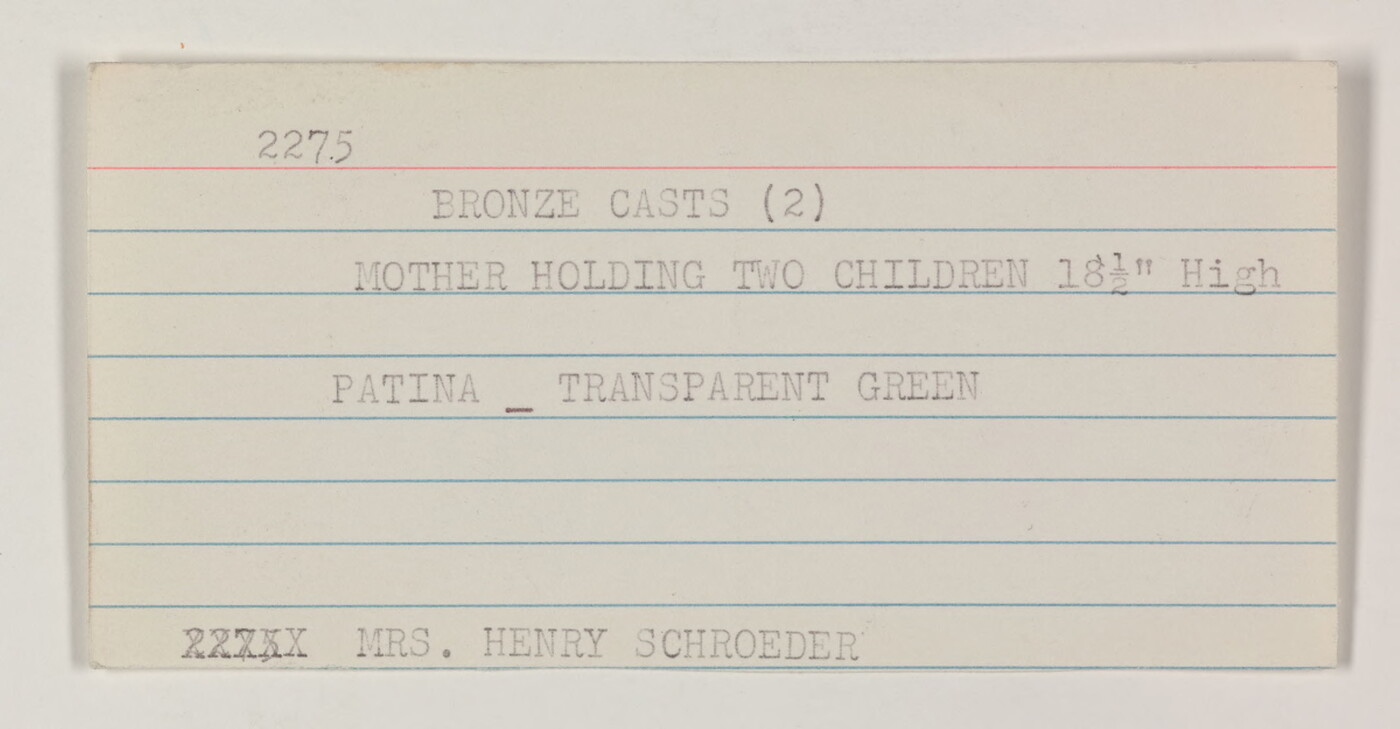 2275
BRONZE CASTS (2)
MOTHER HOLDING TWO CHILDREN 18½" High
PATINA _ TRANSPARENT GREEN
MRS. HENRY SCHROEDER